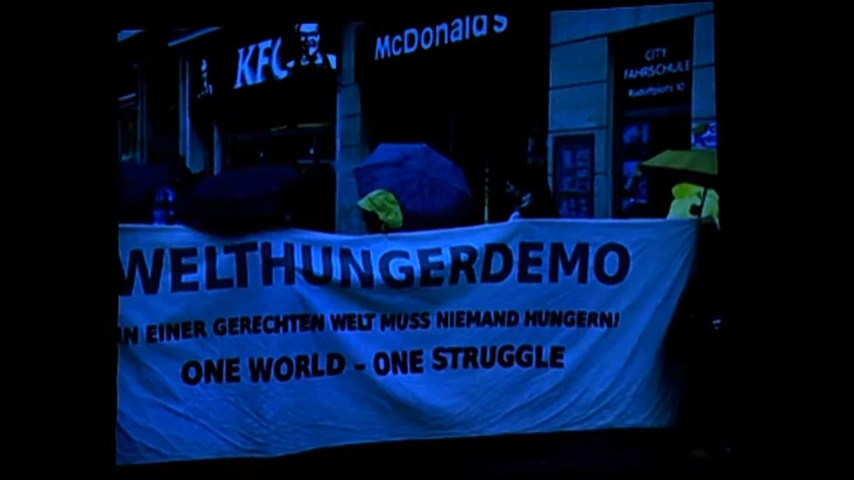 KFC
McDonald's
CITY
FAHRSCHULE
WELTHUNGERDEMO
IN EINER GERECHTEN WELT MUSS NIEMAND HUNGERN!
ONE WORLD - ONE STRUGGLE